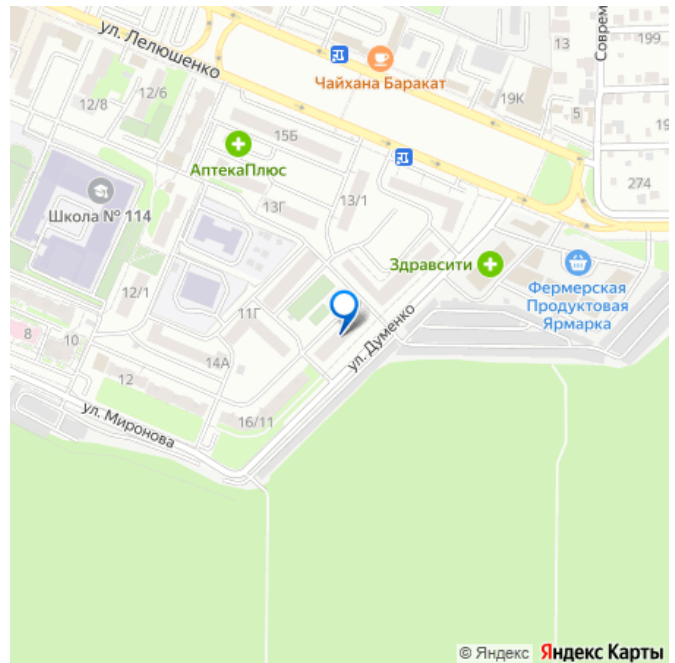 ул. Лелюшенко
13
Соврем
199
Чайхана Баракат
12/8
12/6
19К
5
15Б
19
АптекаПлюс
274
Школа № 114
13Г
13/1
Здравсити
Фермерская
Продуктовая
Ярмарка
12/1
11Г
8
10
14А
ул. Думенко
12
ул. Миронова
16/11
© Яндекс Яндекс Карты